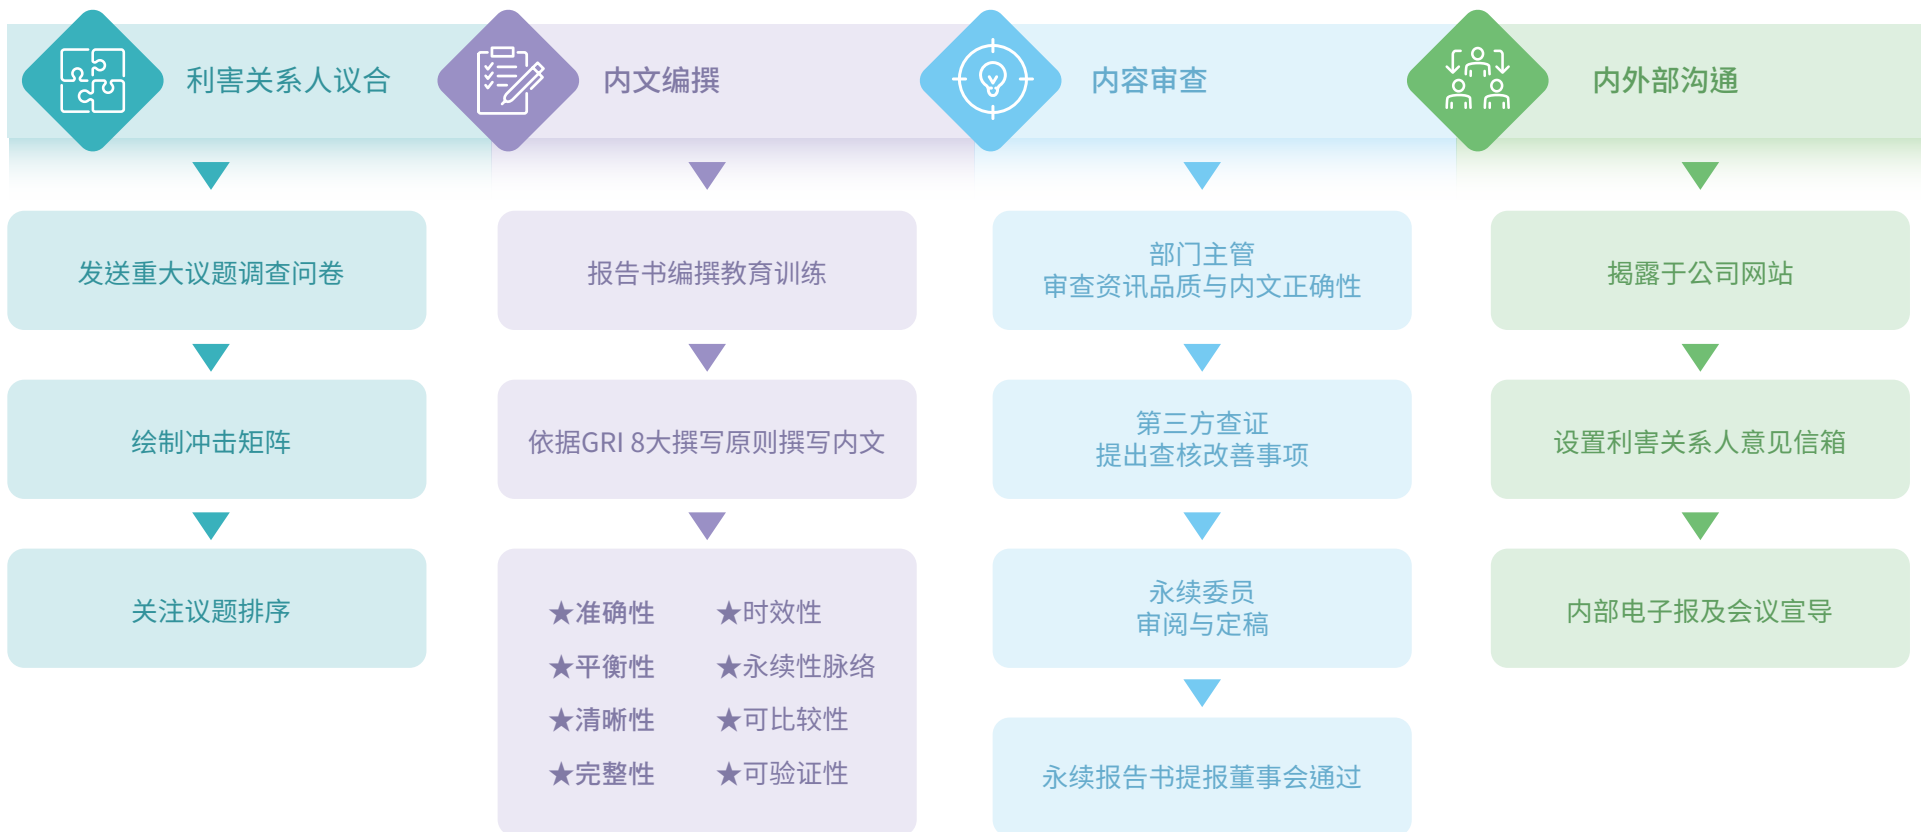 利害关系人议合
发送重大议题调查问卷
绘制冲击矩阵
关注议题排序
内文编撰
报告书编撰教育训练
依据GRI 8大撰写原则撰写内文
★准确性
★平衡性
★清晰性
★完整性
★时效性
★永续性脉络
★可比较性
★可验证性
内容审查
部门主管
审查资讯品质与内文正确性
第三方查证
提出查核改善事项
永续委员
审阅与定稿
永续报告书提报董事会通过
内外部沟通
揭露于公司网站
设置利害关系人意见信箱
内部电子报及会议宣导